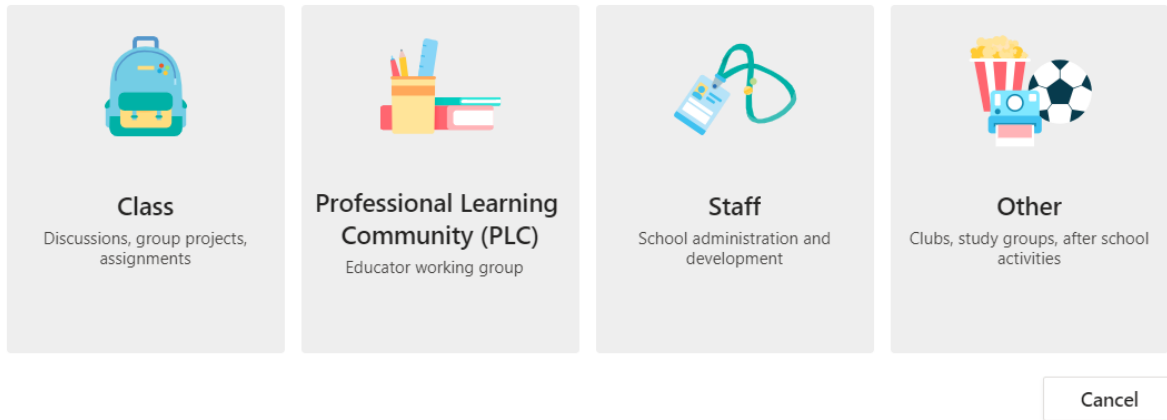 Class
Discussions, group projects,
assignments
Professional Learning
Community (PLC)
Educator working group
Staff
School administration and
development
Other
Clubs, study groups, after school
activities
Cancel